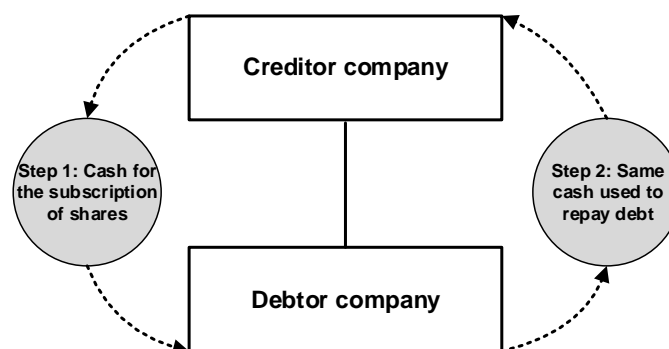 Creditor company
Step 1: Cash for
the subscription
of shares
Step 2: Same
cash used to
repay debt
Debtor company